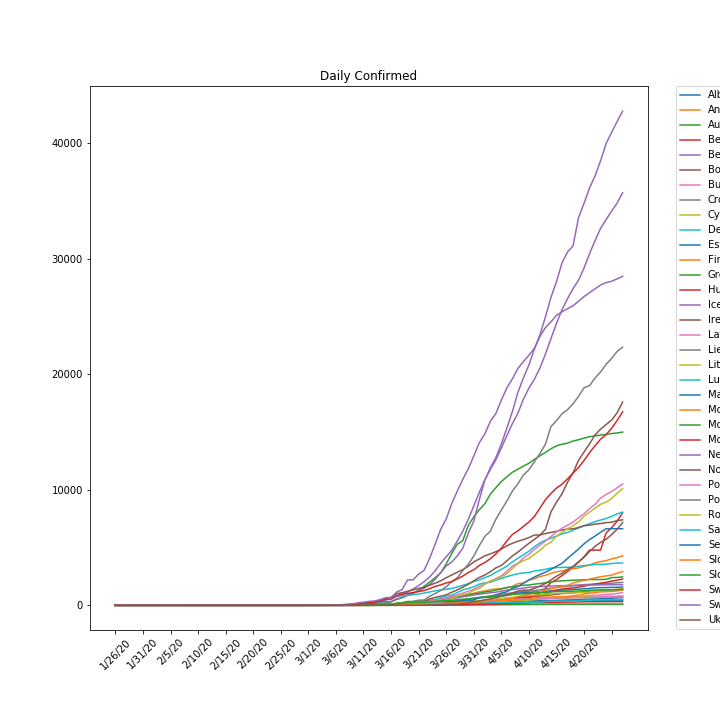 Daily Confirmed
40000
30000
20000
10000
0
1/26/20
1/31/20
2/5/20
2/10/20
2/15/20
2/20/20
2/25/20
3/1/20
3/6/20
3/11/20
3/16/20
3/21/20
3/26/20
3/31/20
4/5/20
4/10/20
4/15/20
4/20/20
Alb
An
Au
Be
Be
Bo
Bu
Cro
Cy
De
Es
Fin
Gre
Hu
Ice
Ire
Lat
Lie
Lit
Lu
Ma
Mo
Mo
Mo
Ne
No
Po
Po
Ro
Sa
Se
Slo
Slo
Sw
Sw
Uk